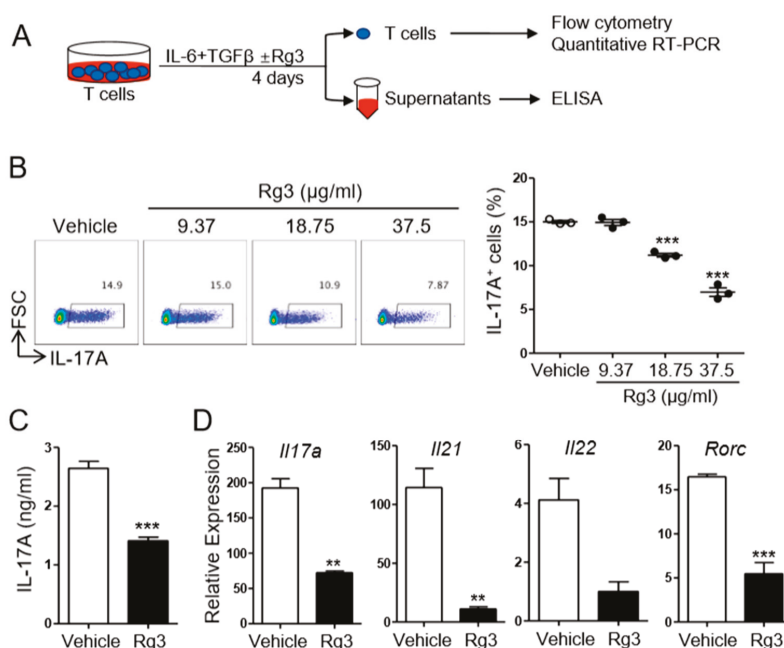 A
T cells
IL-6+TGFβ ±Rg3
4 days
T cells
Flow cytometry
Quantitative RT-PCR
Supernatants
ELISA
B
Rg3 (µg/ml)
Vehicle 9.37 18.75 37.5
14.9 15.0 10.9 7.87
FSC
IL-17A
IL-17A⁺ cells (%)
20
15
10
5
0
***
***
Vehicle 9.37 18.75 37.5
Rg3 (µg/ml)
C
IL-17A (ng/ml)
3
2
1
0
***
Vehicle Rg3
D
Relative Expression
Il17a
250
200
150
100
50
0
**
Vehicle Rg3
Il21
150
100
50
0
**
Vehicle Rg3
Il22
6
4
2
0
Vehicle Rg3
Rorc
20
15
10
5
0
***
Vehicle Rg3